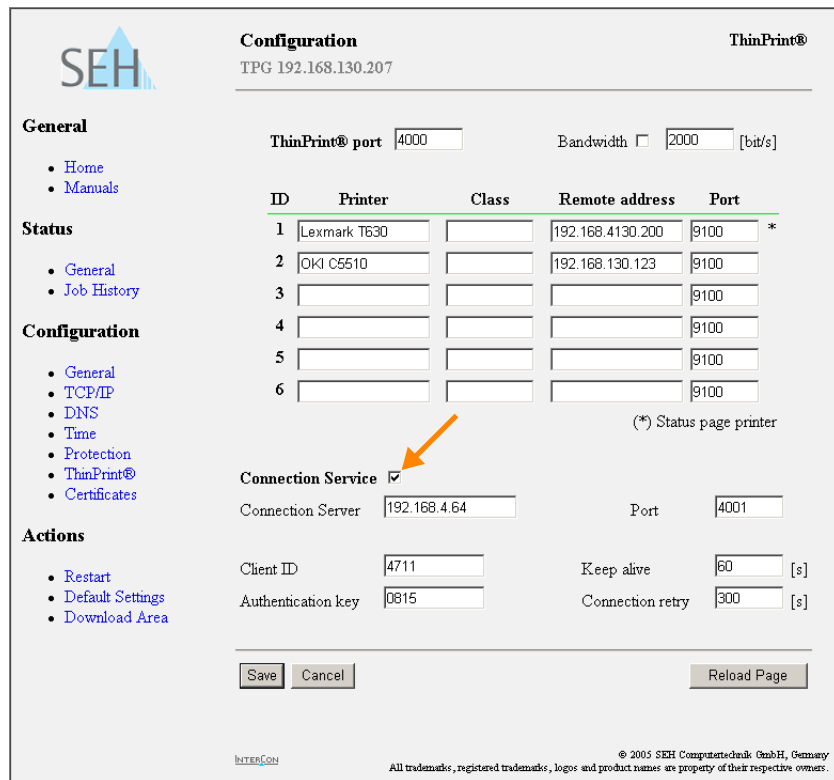 SEH
Configuration ThinPrint®
TPG 192.168.130.207
General
Home
Manuals
Status
General
Job History
Configuration
General
TCP/IP
DNS
Time
Protection
ThinPrint®
Certificates
Actions
Restart
Default Settings
Download Area
ThinPrint® port 4000 Bandwidth 2000 [bit/s]
ID Printer Class Remote address Port
1 Lexmark T630 192.168.4130.200 9100 *
2 OKI C5510 192.168.130.123 9100
3 9100
4 9100
5 9100
6 9100
(*) Status page printer
Connection Service
Connection Server 192.168.4.64 Port 4001
Client ID 4711 Keep alive 60 [s]
Authentication key 0815 Connection retry 300 [s]
Save Cancel Reload Page
INTERCON © 2005 SEH Computertechnik GmbH, Germany
All trademarks, registered trademarks, logos and product names are property of their respective owners.